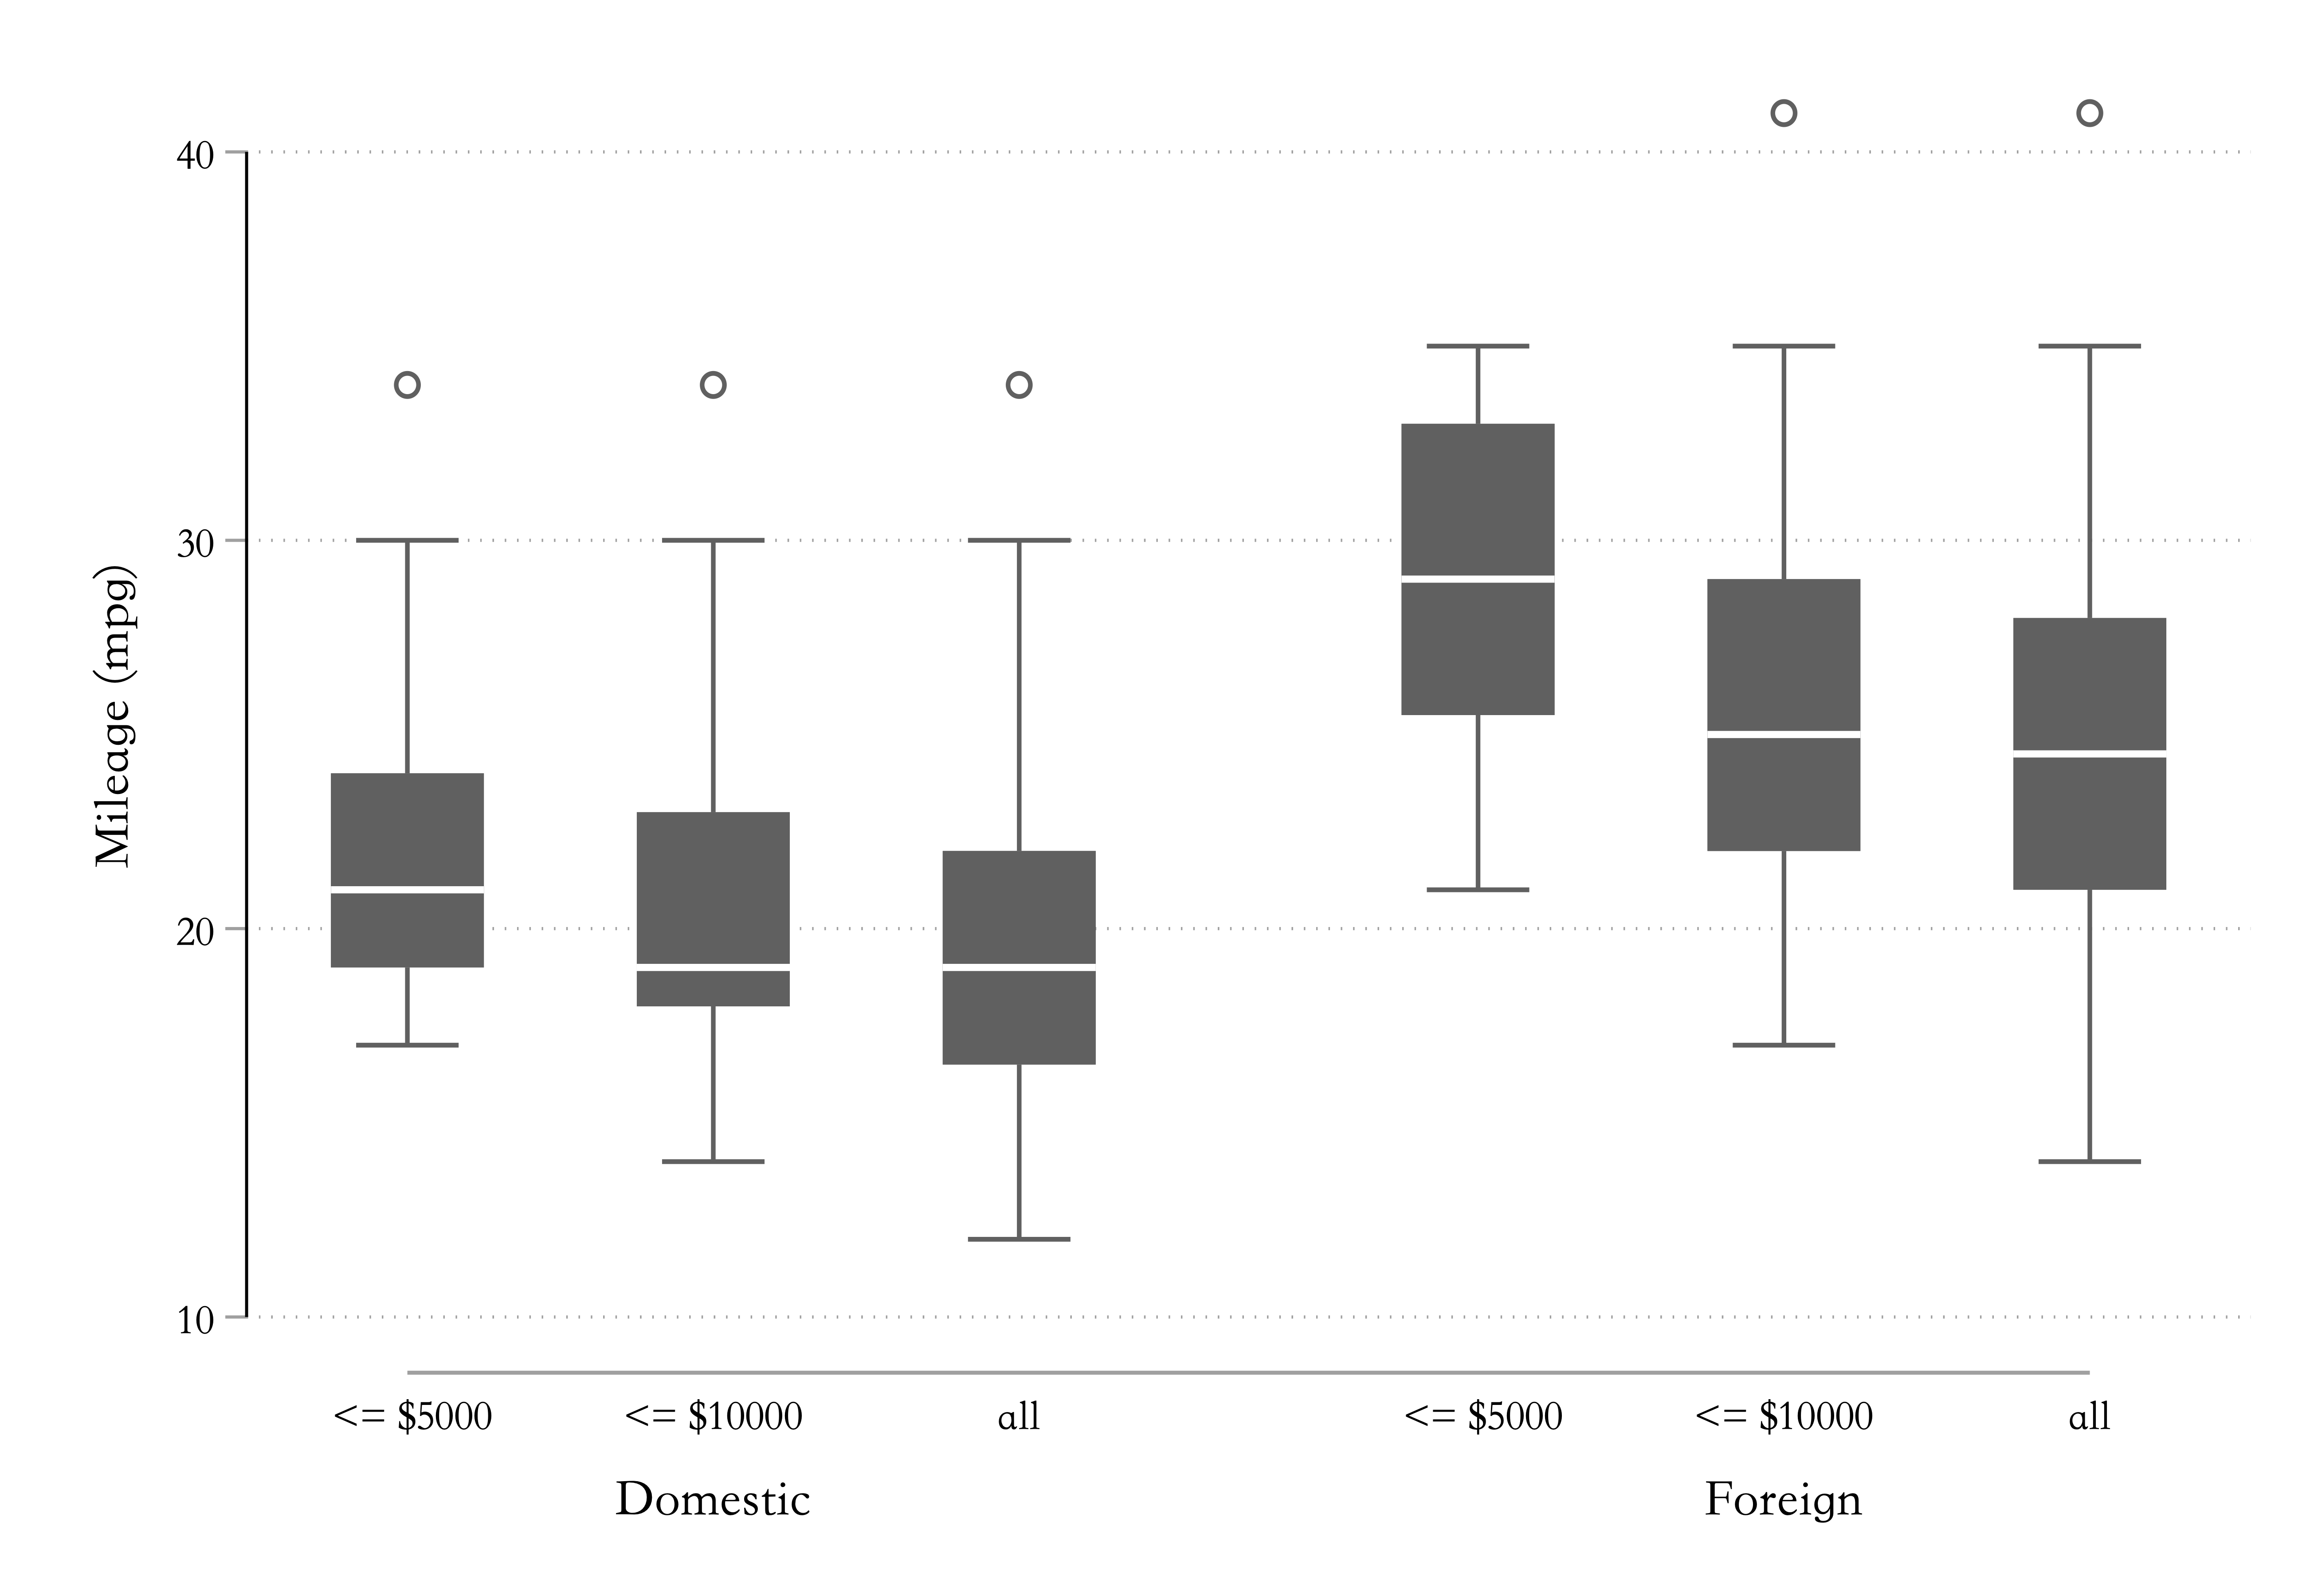 Mileage (mpg)
40
30
20
10
<= $5000
<= $10000
all
<= $5000
<= $10000
all
Domestic
Foreign